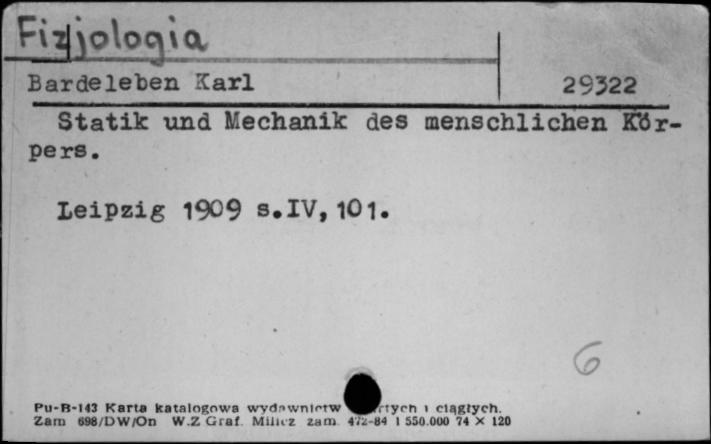 Fizjologia
Bardeleben Karl 29322
Statik und Mechanik des menschlichen Kör-
pers.
Leipzig 1909 s.IV, 101.
6
Pu-B-143 Karta katalogowa wydawnictw ciągłych.
Zam 698/DW/On W.Z Graf. Milicz zam. 472-84 1 550.000 74 × 120